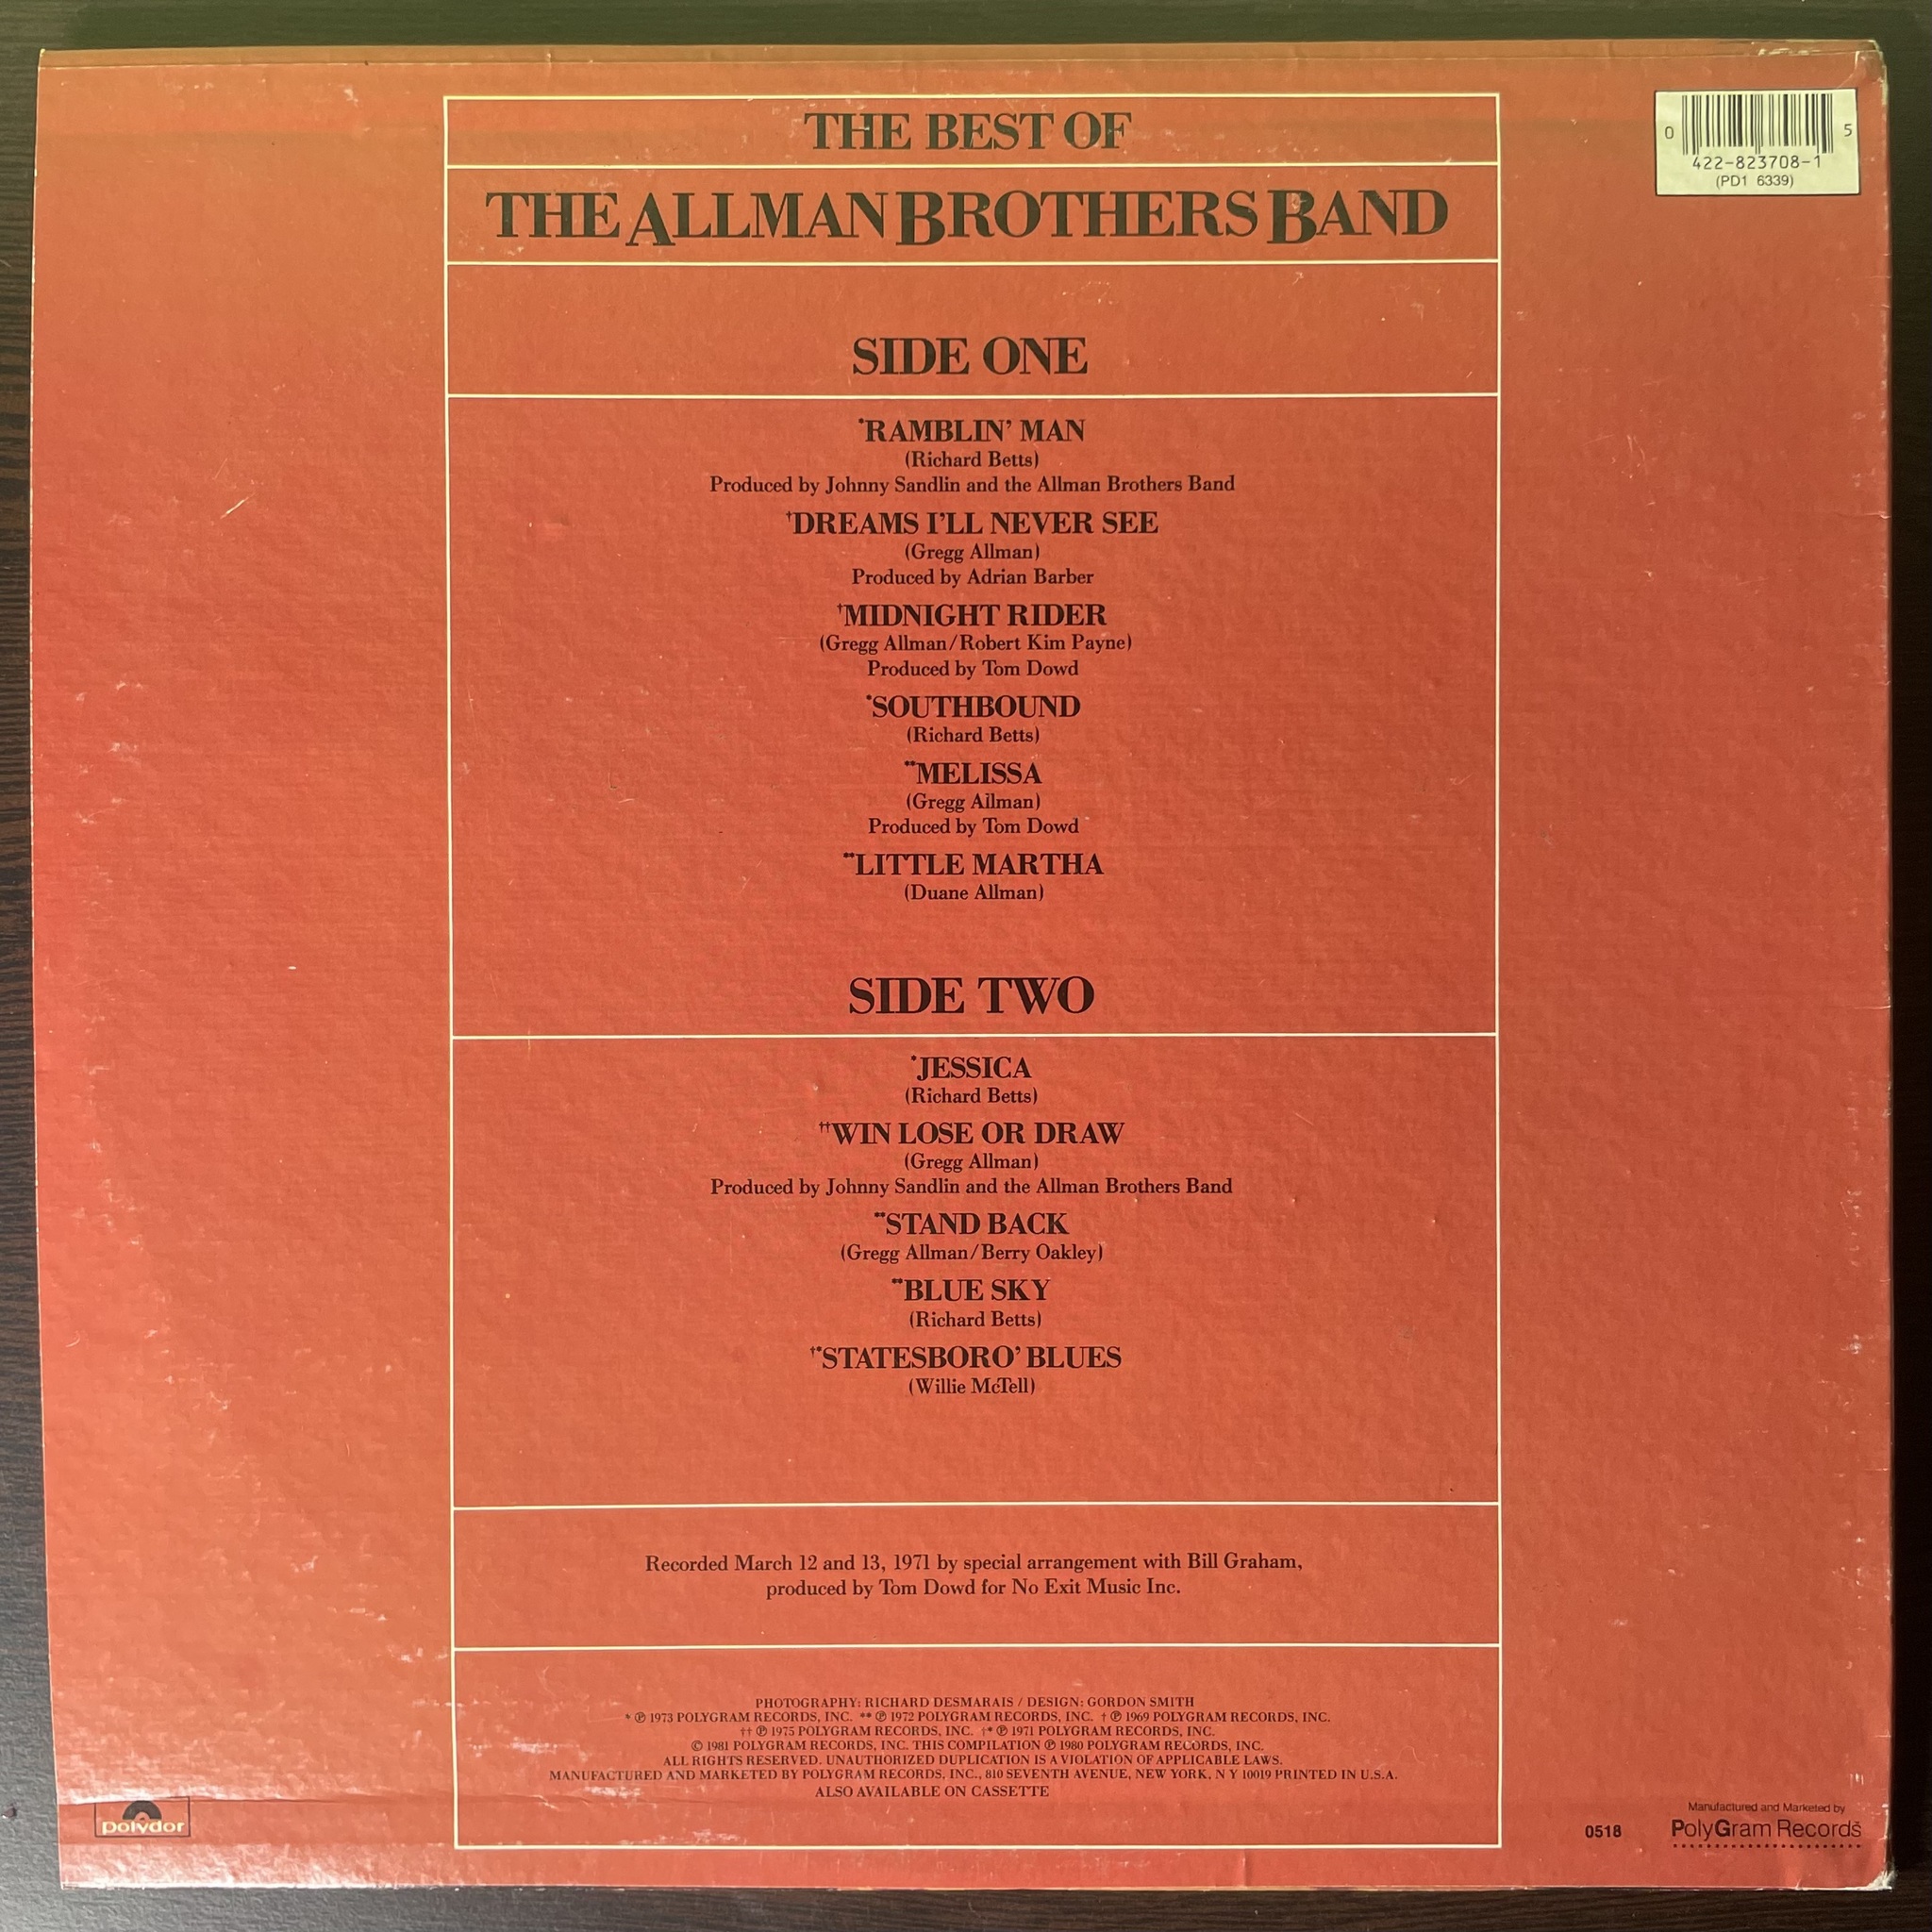 THE BEST OF
THE ALLMAN BROTHERS BAND
0 5
422-823708-1
(PD1 6339)
SIDE ONE
*RAMBLIN' MAN
(Richard Betts)
Produced by Johnny Sandlin and the Allman Brothers Band
†DREAMS I'LL NEVER SEE
(Gregg Allman)
Produced by Adrian Barber
†MIDNIGHT RIDER
(Gregg Allman/Robert Kim Payne)
Produced by Tom Dowd
*SOUTHBOUND
(Richard Betts)
**MELISSA
(Gregg Allman)
Produced by Tom Dowd
**LITTLE MARTHA
(Duane Allman)
SIDE TWO
*JESSICA
(Richard Betts)
††WIN LOSE OR DRAW
(Gregg Allman)
Produced by Johnny Sandlin and the Allman Brothers Band
**STAND BACK
(Gregg Allman/Berry Oakley)
**BLUE SKY
(Richard Betts)
†*STATESBORO' BLUES
(Willie McTell)
Recorded March 12 and 13, 1971 by special arrangement with Bill Graham,
produced by Tom Dowd for No Exit Music Inc.
PHOTOGRAPHY: RICHARD DESMARAIS / DESIGN: GORDON SMITH
* ℗ 1973 POLYGRAM RECORDS, INC. ** ℗ 1972 POLYGRAM RECORDS, INC. † ℗ 1969 POLYGRAM RECORDS, INC.
†† ℗ 1975 POLYGRAM RECORDS, INC. †* ℗ 1971 POLYGRAM RECORDS, INC.
© 1981 POLYGRAM RECORDS, INC. THIS COMPILATION ℗ 1980 POLYGRAM RECORDS, INC.
ALL RIGHTS RESERVED. UNAUTHORIZED DUPLICATION IS A VIOLATION OF APPLICABLE LAWS.
MANUFACTURED AND MARKETED BY POLYGRAM RECORDS, INC., 810 SEVENTH AVENUE, NEW YORK, N Y 10019 PRINTED IN U.S.A.
ALSO AVAILABLE ON CASSETTE
polydor
0518
Manufactured and Marketed by
PolyGram Records